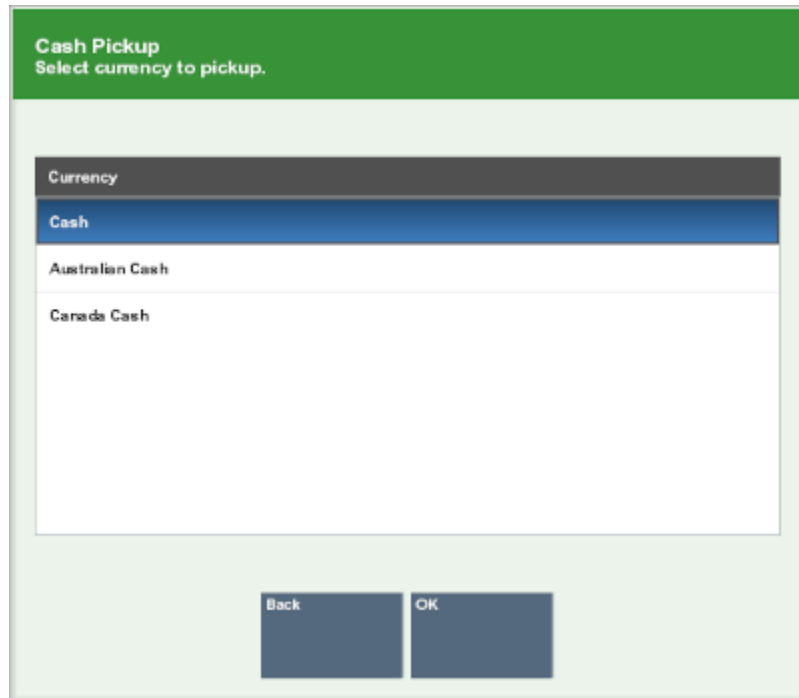 Cash Pickup
Select currency to pickup.
Currency
Cash
Australian Cash
Canada Cash
Back
OK